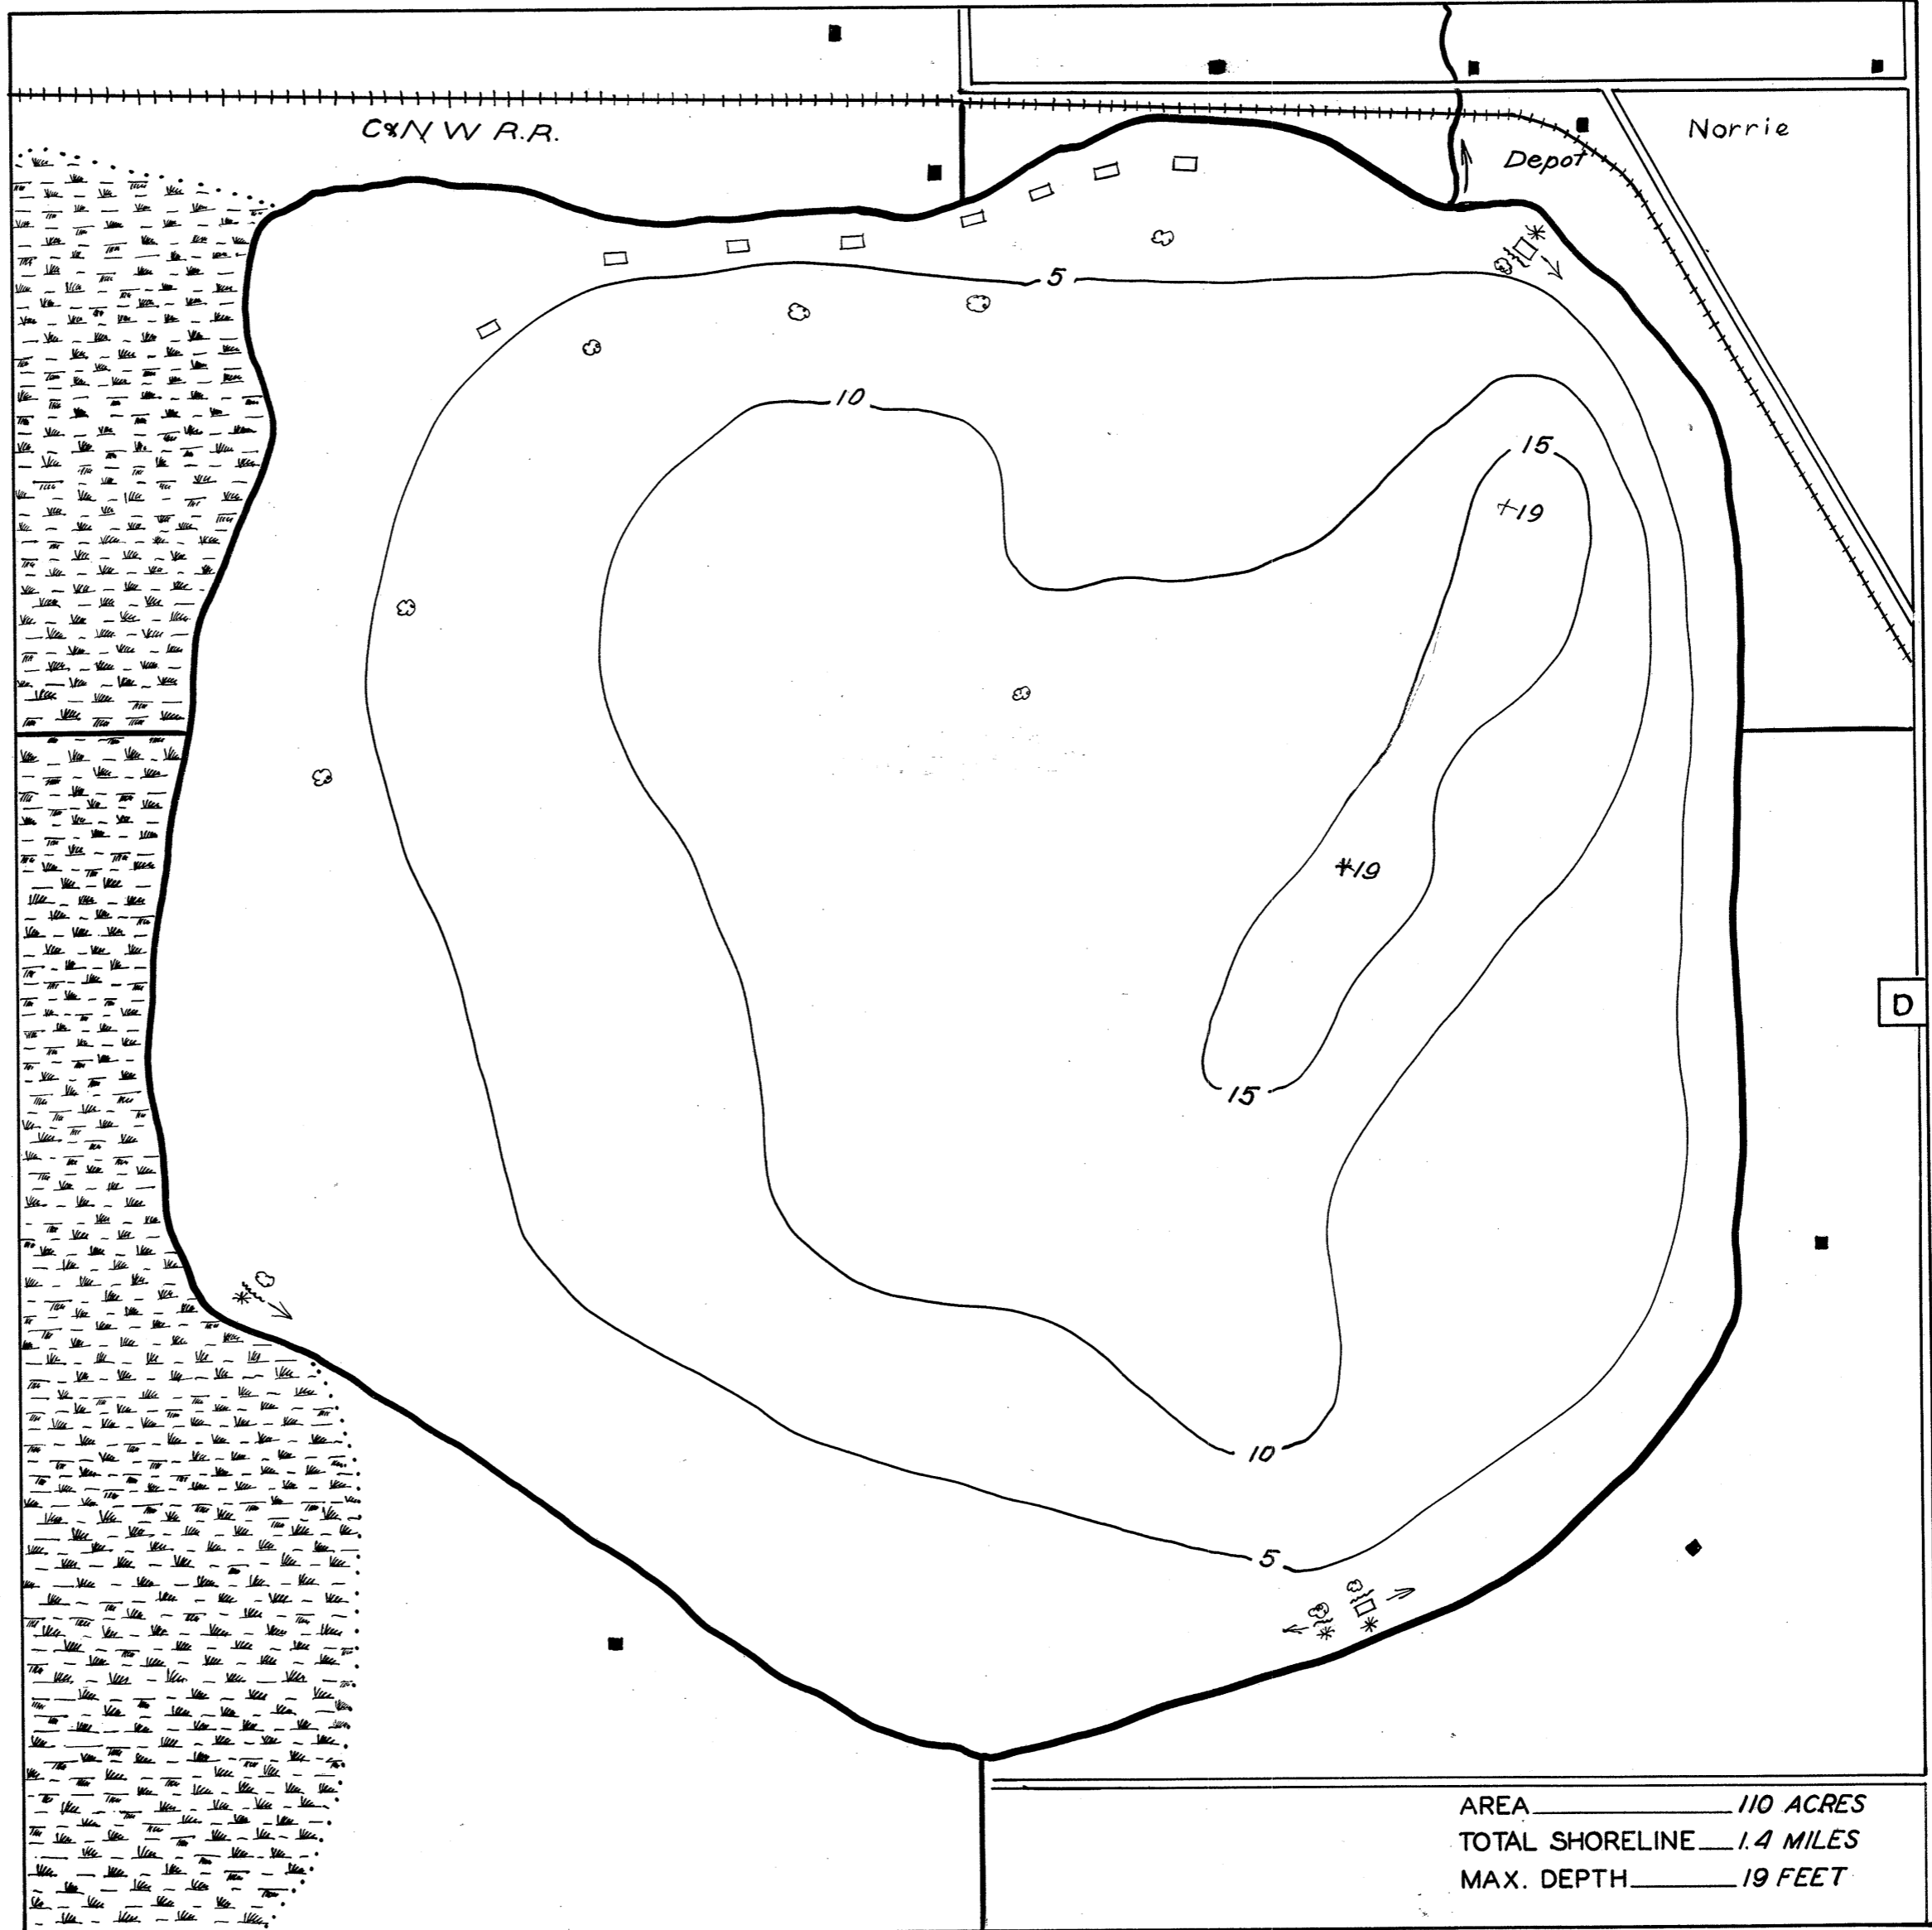 C&NW R.R.
Norrie
Depot
5
10
15
+19
+19
15
D
10
5
AREA 110 ACRES
TOTAL SHORELINE 1.4 MILES
MAX. DEPTH 19 FEET